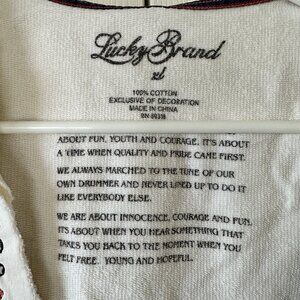 Lucky Brand
xl
100% COTTON
EXCLUSIVE OF DECORATION
MADE IN CHINA
ABOUT FUN, YOUTH AND COURAGE. IT'S ABOUT
A TIME WHEN QUALITY AND PRIDE CAME FIRST.
WE ALWAYS MARCHED TO THE TUNE OF OUR
OWN DRUMMER AND NEVER LINED UP TO DO IT
LIKE EVERYBODY ELSE.
WE ARE ABOUT INNOCENCE, COURAGE AND FUN.
ITS ABOUT WHEN YOU HEAR SOMETHING THAT
TAKES YOU BACK TO THE MOMENT WHEN YOU
FELT FREE. YOUNG AND HOPEFUL.